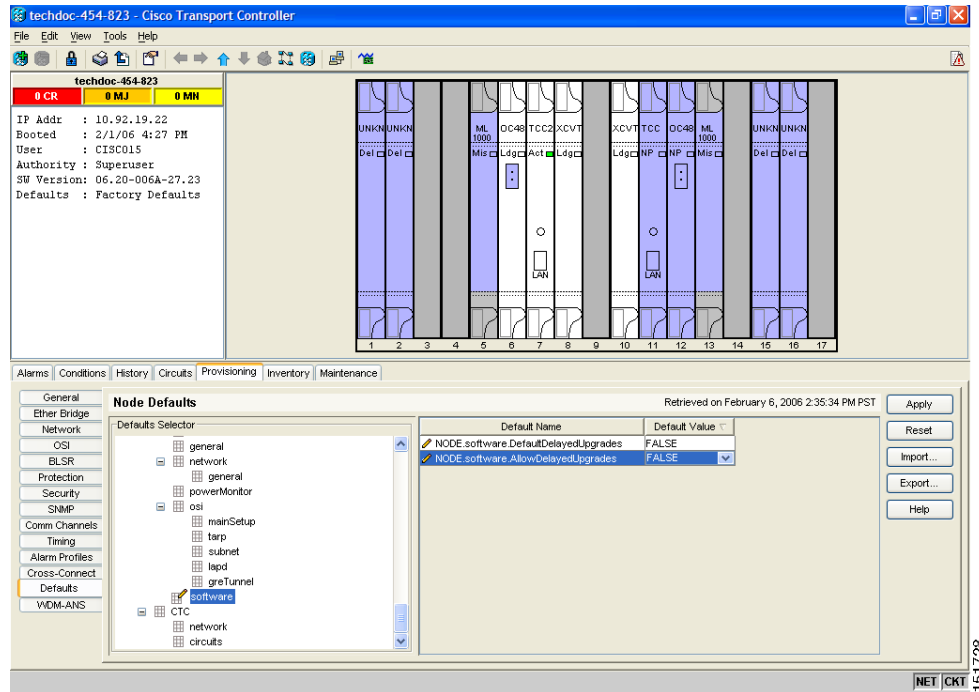 techdoc-454-823 - Cisco Transport Controller
File Edit View Tools Help
techdoc-454-823
0 CR 0 MJ 0 MN
IP Addr : 10.92.19.22
Booted : 2/1/06 4:27 PM
User : CISCO15
Authority : Superuser
SW Version: 06.20-006A-27.23
Defaults : Factory Defaults
UNKN UNKN ML 1000 OC48 TCC2 XCVT XCVT TCC OC48 ML 1000 UNKN UNKN
Del Del Mis Ldg Act Ldg Ldg NP NP Mis Del Del
LAN LAN
1 2 3 4 5 6 7 8 9 10 11 12 13 14 15 16 17
Alarms Conditions History Circuits Provisioning Inventory Maintenance
General
Ether Bridge
Network
OSI
BLSR
Protection
Security
SNMP
Comm Channels
Timing
Alarm Profiles
Cross-Connect
Defaults
WDM-ANS
Node Defaults
Retrieved on February 6, 2006 2:35:34 PM PST
Defaults Selector
general
network
general
powerMonitor
osi
mainSetup
tarp
subnet
lapd
greTunnel
software
CTC
network
circuits
Default Name Default Value
NODE.software.DefaultDelayedUpgrades FALSE
NODE.software.AllowDelayedUpgrades FALSE
Apply
Reset
Import...
Export...
Help
NET CKT
151728